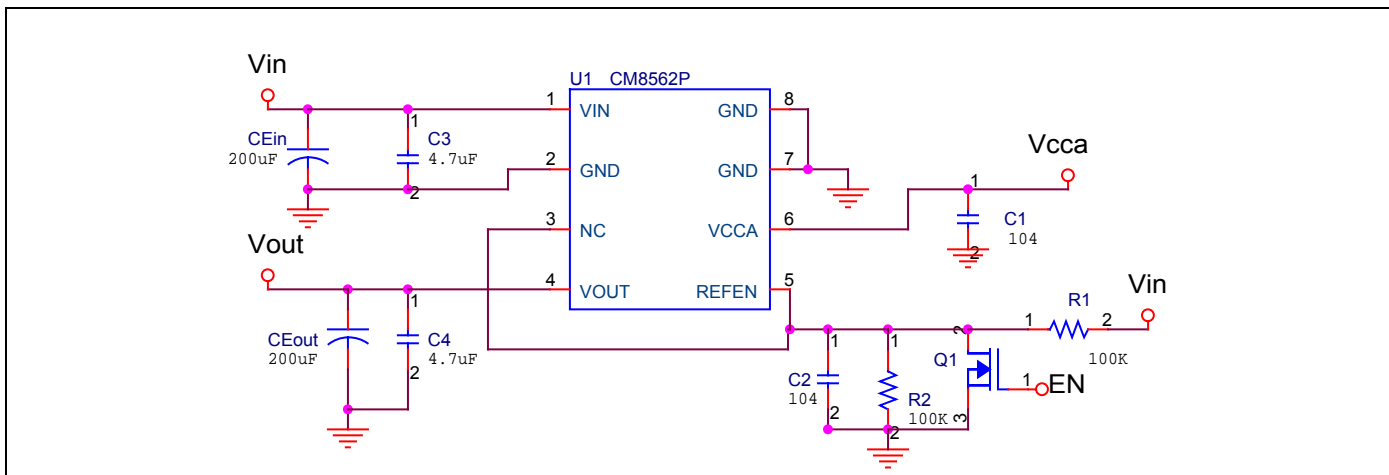 Vin
U1 CM8562P
1 VIN GND 8
CEin
200uF
1
C3
4.7uF
2
2 GND GND 7
Vcca
1
C1
104
2
3 NC VCCA 6
Vout
4 VOUT REFEN 5
CEout
200uF
1
C4
4.7uF
2
Vin
R1
1 2
100K
1
C2
104
2
1
R2
100K
2
2
Q1
3
1
EN